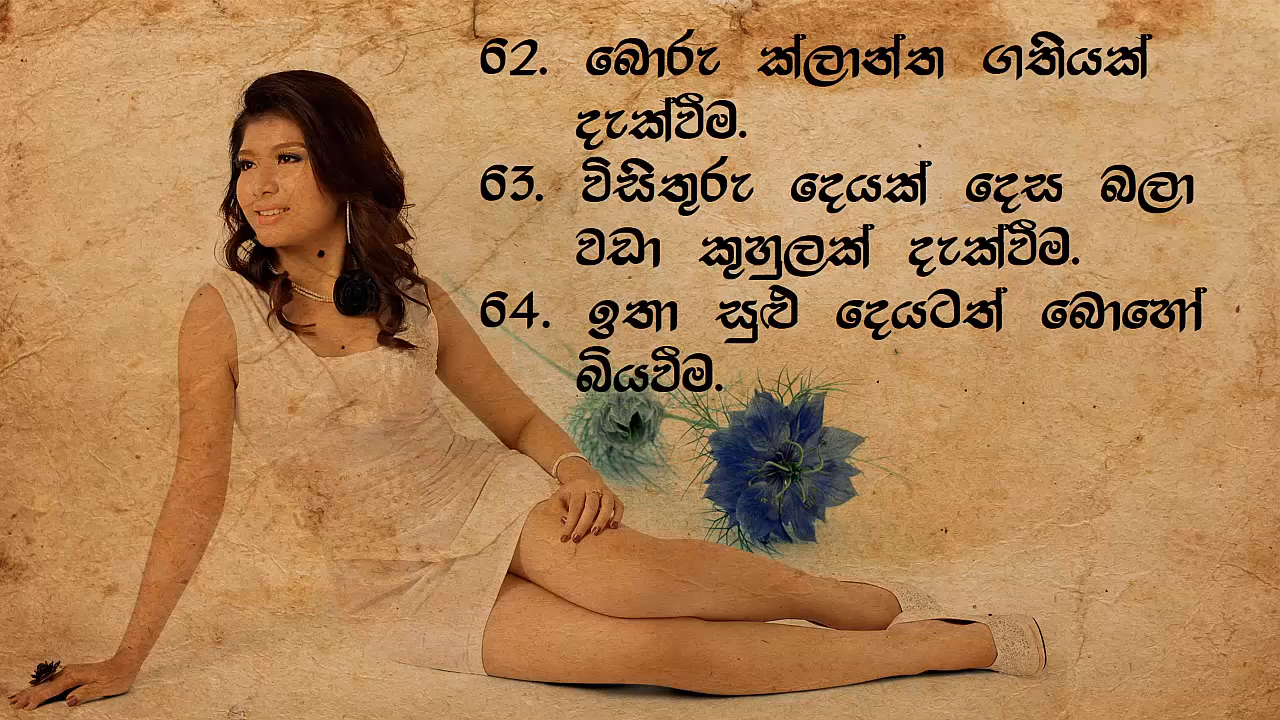 62. බොරු ක්ලාන්ත ගතියක්
දැක්වීම.
63. විසිතුරු දෙයක් දෙස බලා
වඩා කුහුලක් දැක්වීම.
64. ඉතා සුළු දෙයටත් බොහෝ
බියවීම.